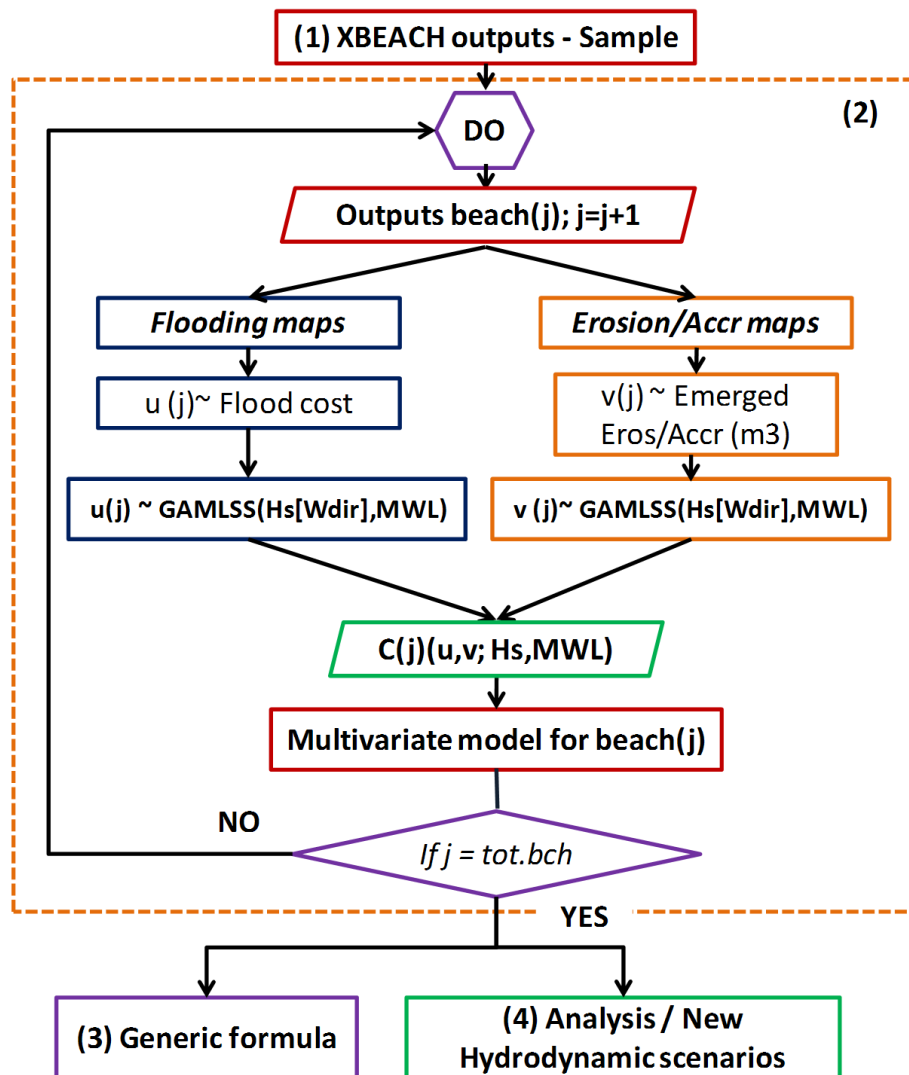 (1) XBEACH outputs - Sample
(2)
DO
Outputs beach(j); j=j+1
Flooding maps
Erosion/Accr maps
u (j)~ Flood cost
v(j) ~ Emerged
Eros/Accr (m3)
u(j) ~ GAMLSS(Hs[Wdir],MWL)
v (j)~ GAMLSS(Hs[Wdir],MWL)
C(j)(u,v; Hs,MWL)
Multivariate model for beach(j)
NO
If j = tot.bch
YES
(3) Generic formula
(4) Analysis / New
Hydrodynamic scenarios